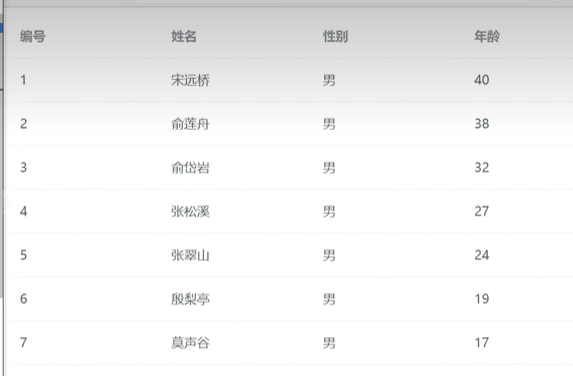 编号 姓名 性别 年龄
1 宋远桥 男 40
2 俞莲舟 男 38
3 俞岱岩 男 32
4 张松溪 男 27
5 张翠山 男 24
6 殷梨亭 男 19
7 莫声谷 男 17